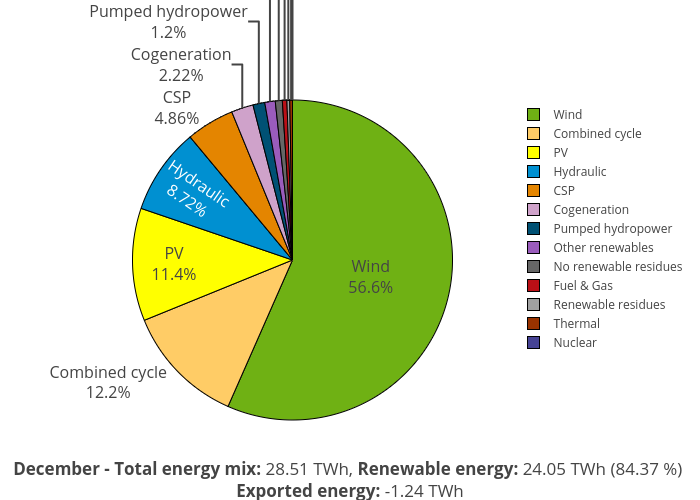 Pumped hydropower
1.2%
Cogeneration
2.22%
CSP
4.86%
Hydraulic
8.72%
PV
11.4%
Wind
56.6%
Combined cycle
12.2%
Wind
Combined cycle
PV
Hydraulic
CSP
Cogeneration
Pumped hydropower
Other renewables
No renewable residues
Fuel & Gas
Renewable residues
Thermal
Nuclear
December - Total energy mix: 28.51 TWh, Renewable energy: 24.05 TWh (84.37 %)
Exported energy: -1.24 TWh